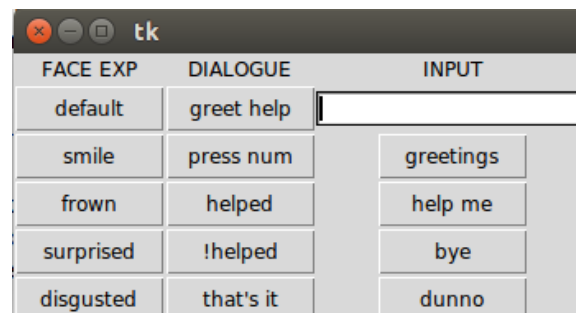 tk
FACE EXP DIALOGUE INPUT
default greet help
smile press num greetings
frown helped help me
surprised !helped bye
disgusted that's it dunno